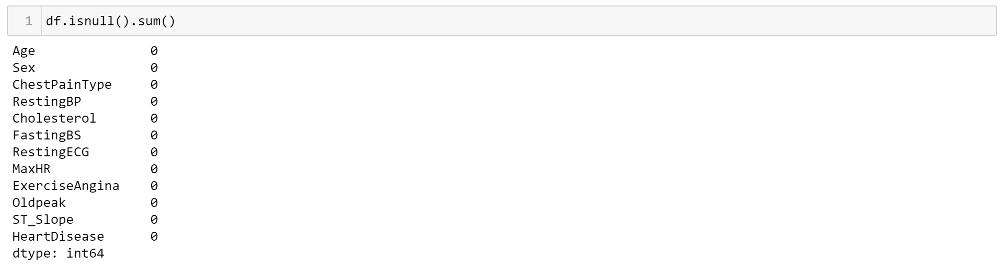 1 df.isnull().sum()
Age 0
Sex 0
ChestPainType 0
RestingBP 0
Cholesterol 0
FastingBS 0
RestingECG 0
MaxHR 0
ExerciseAngina 0
Oldpeak 0
ST_Slope 0
HeartDisease 0
dtype: int64